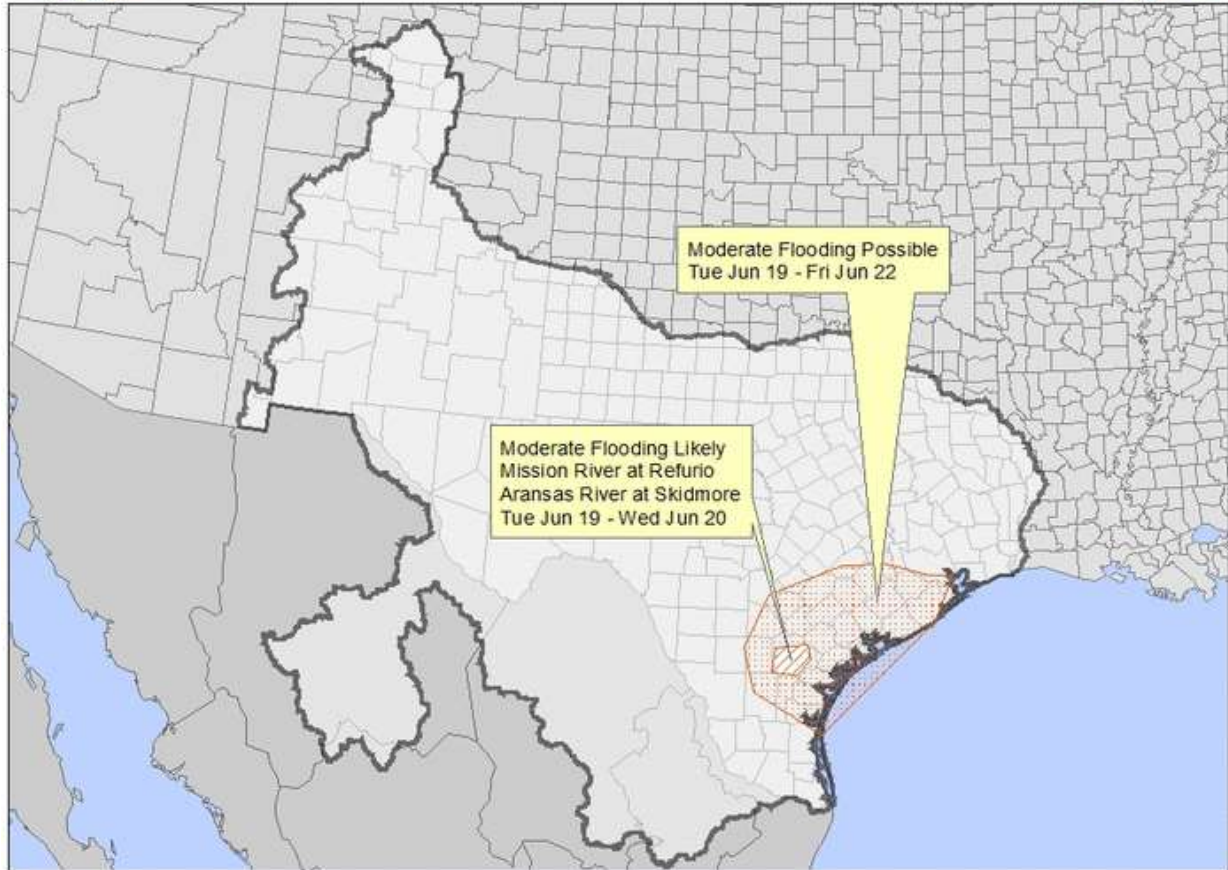 Moderate Flooding Possible
Tue Jun 19 - Fri Jun 22
Moderate Flooding Likely
Mission River at Refurio
Aransas River at Skidmore
Tue Jun 19 - Wed Jun 20